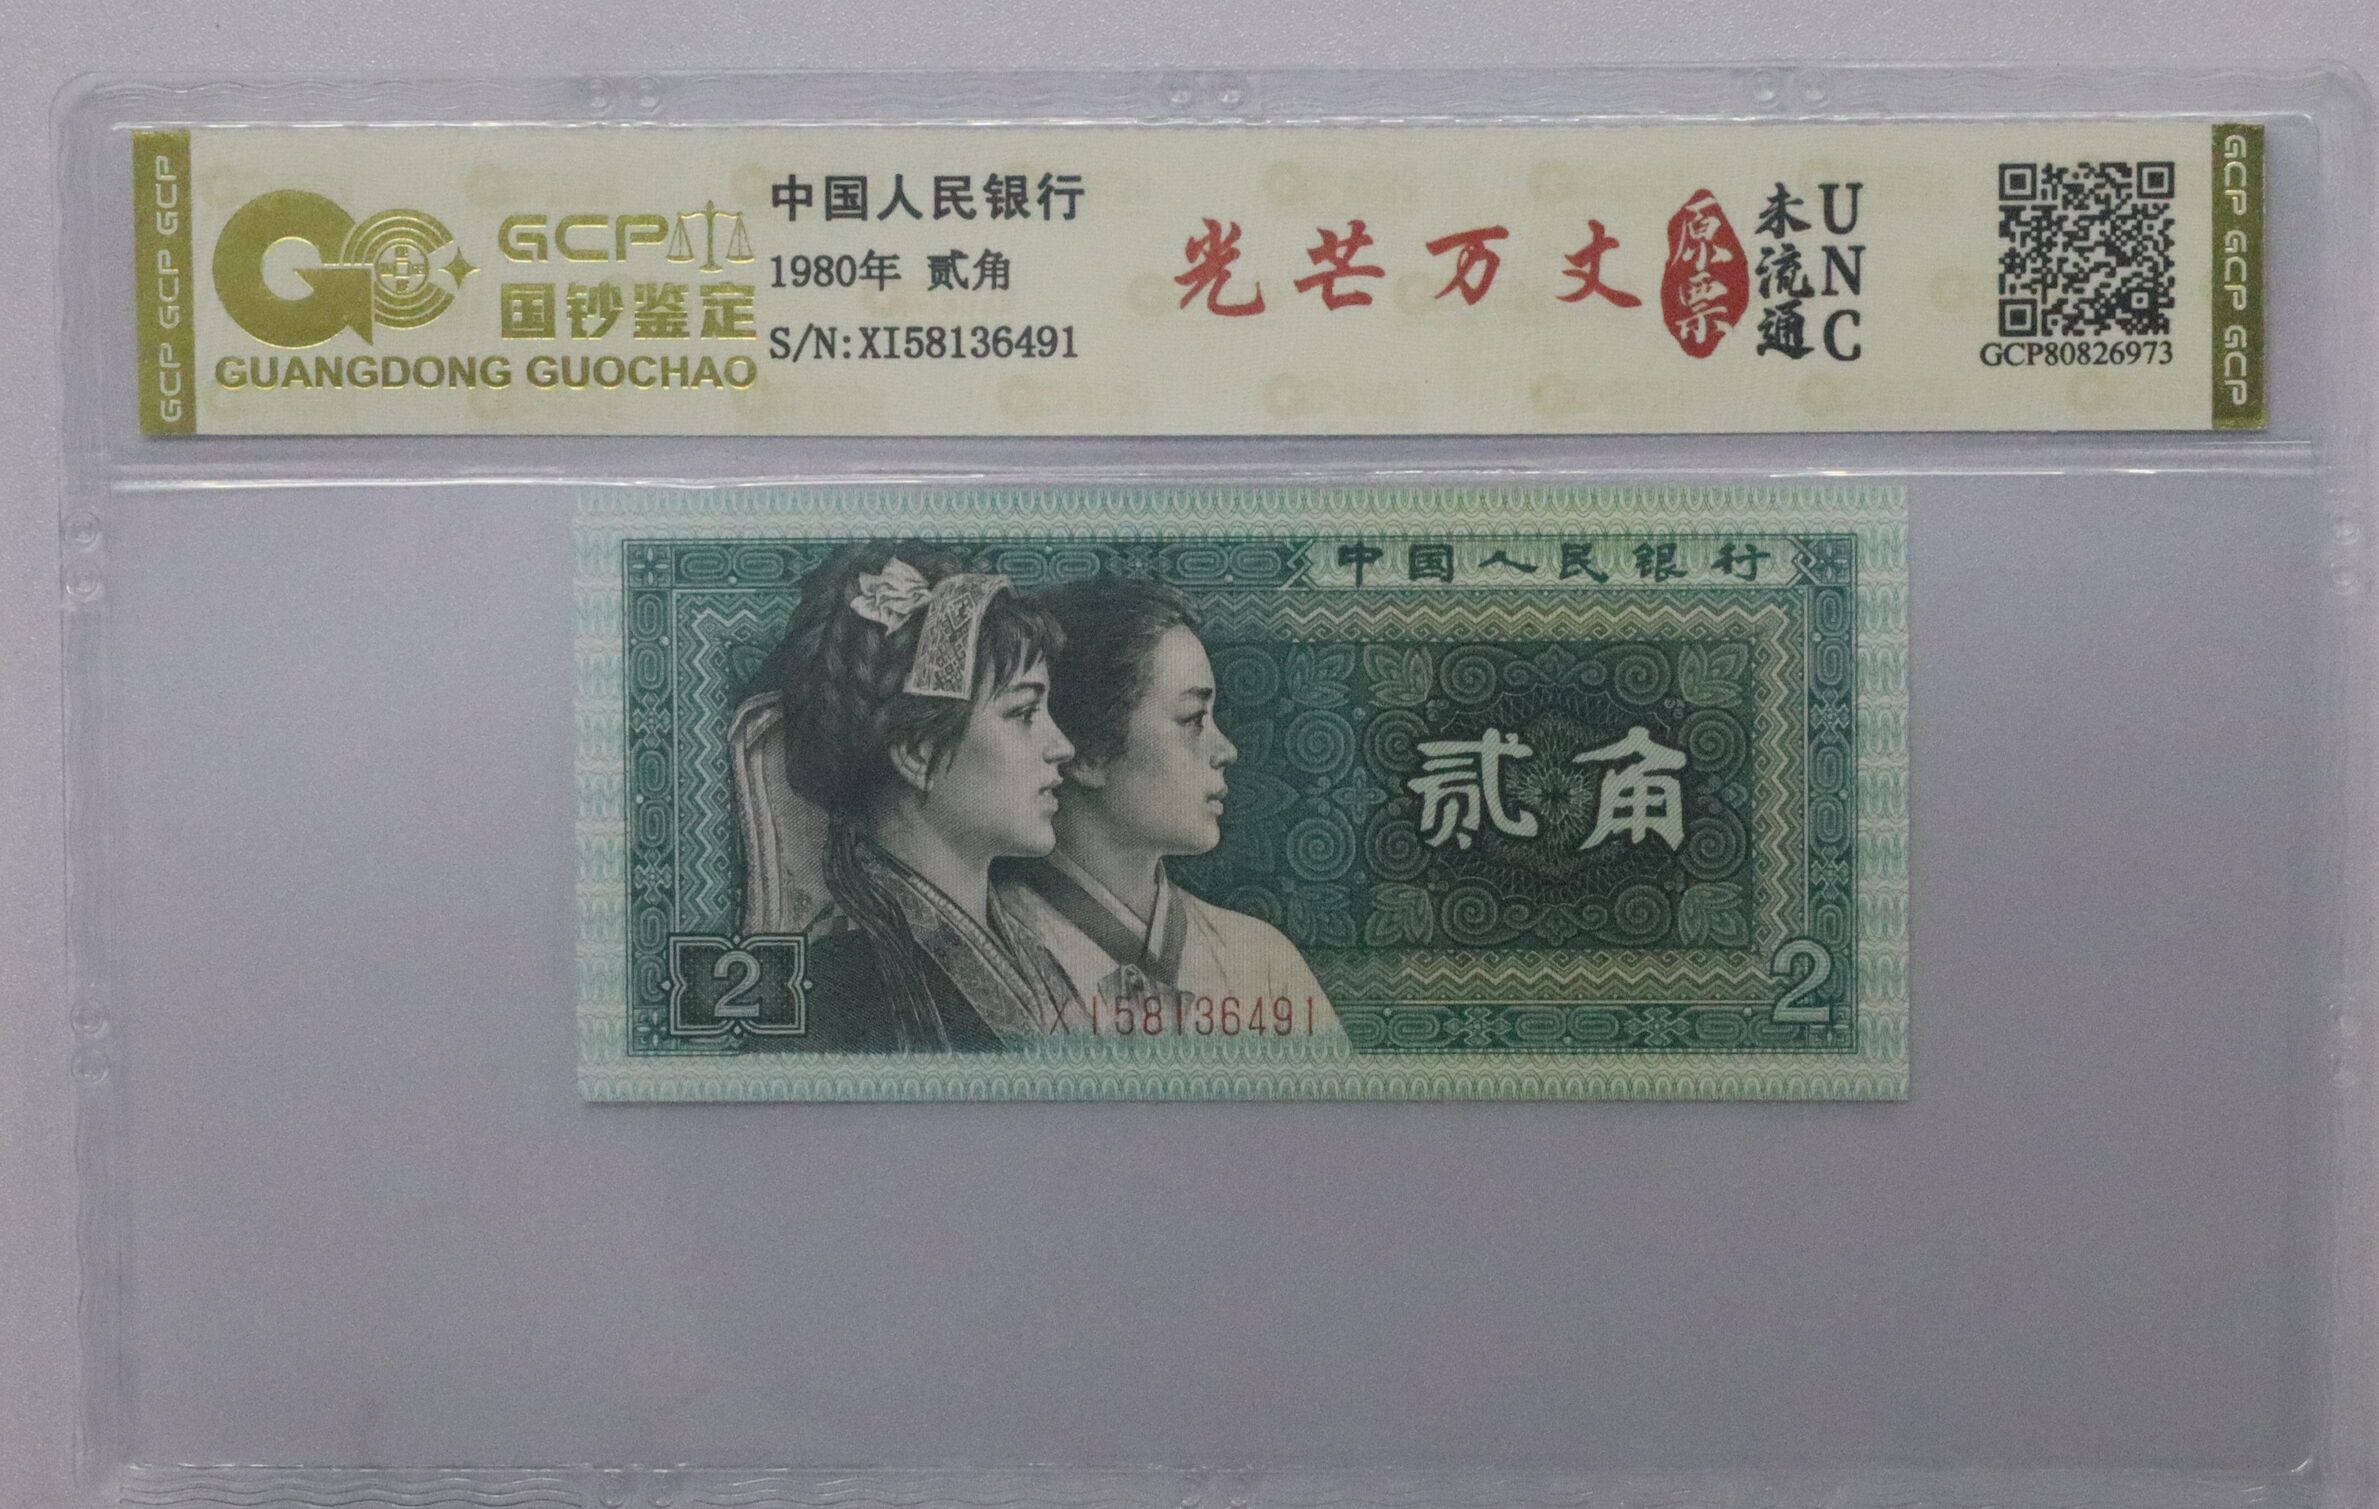 GCP GCP GCP
GCP
国钞鉴定
GUANGDONG GUOCHAO
中国人民银行
1980年 贰角
S/N:XI58136491
光芒万丈
原票
未流通
UNC
GCP80826973
GCP GCP GCP
中国人民银行
贰角
2
XI58136491
2